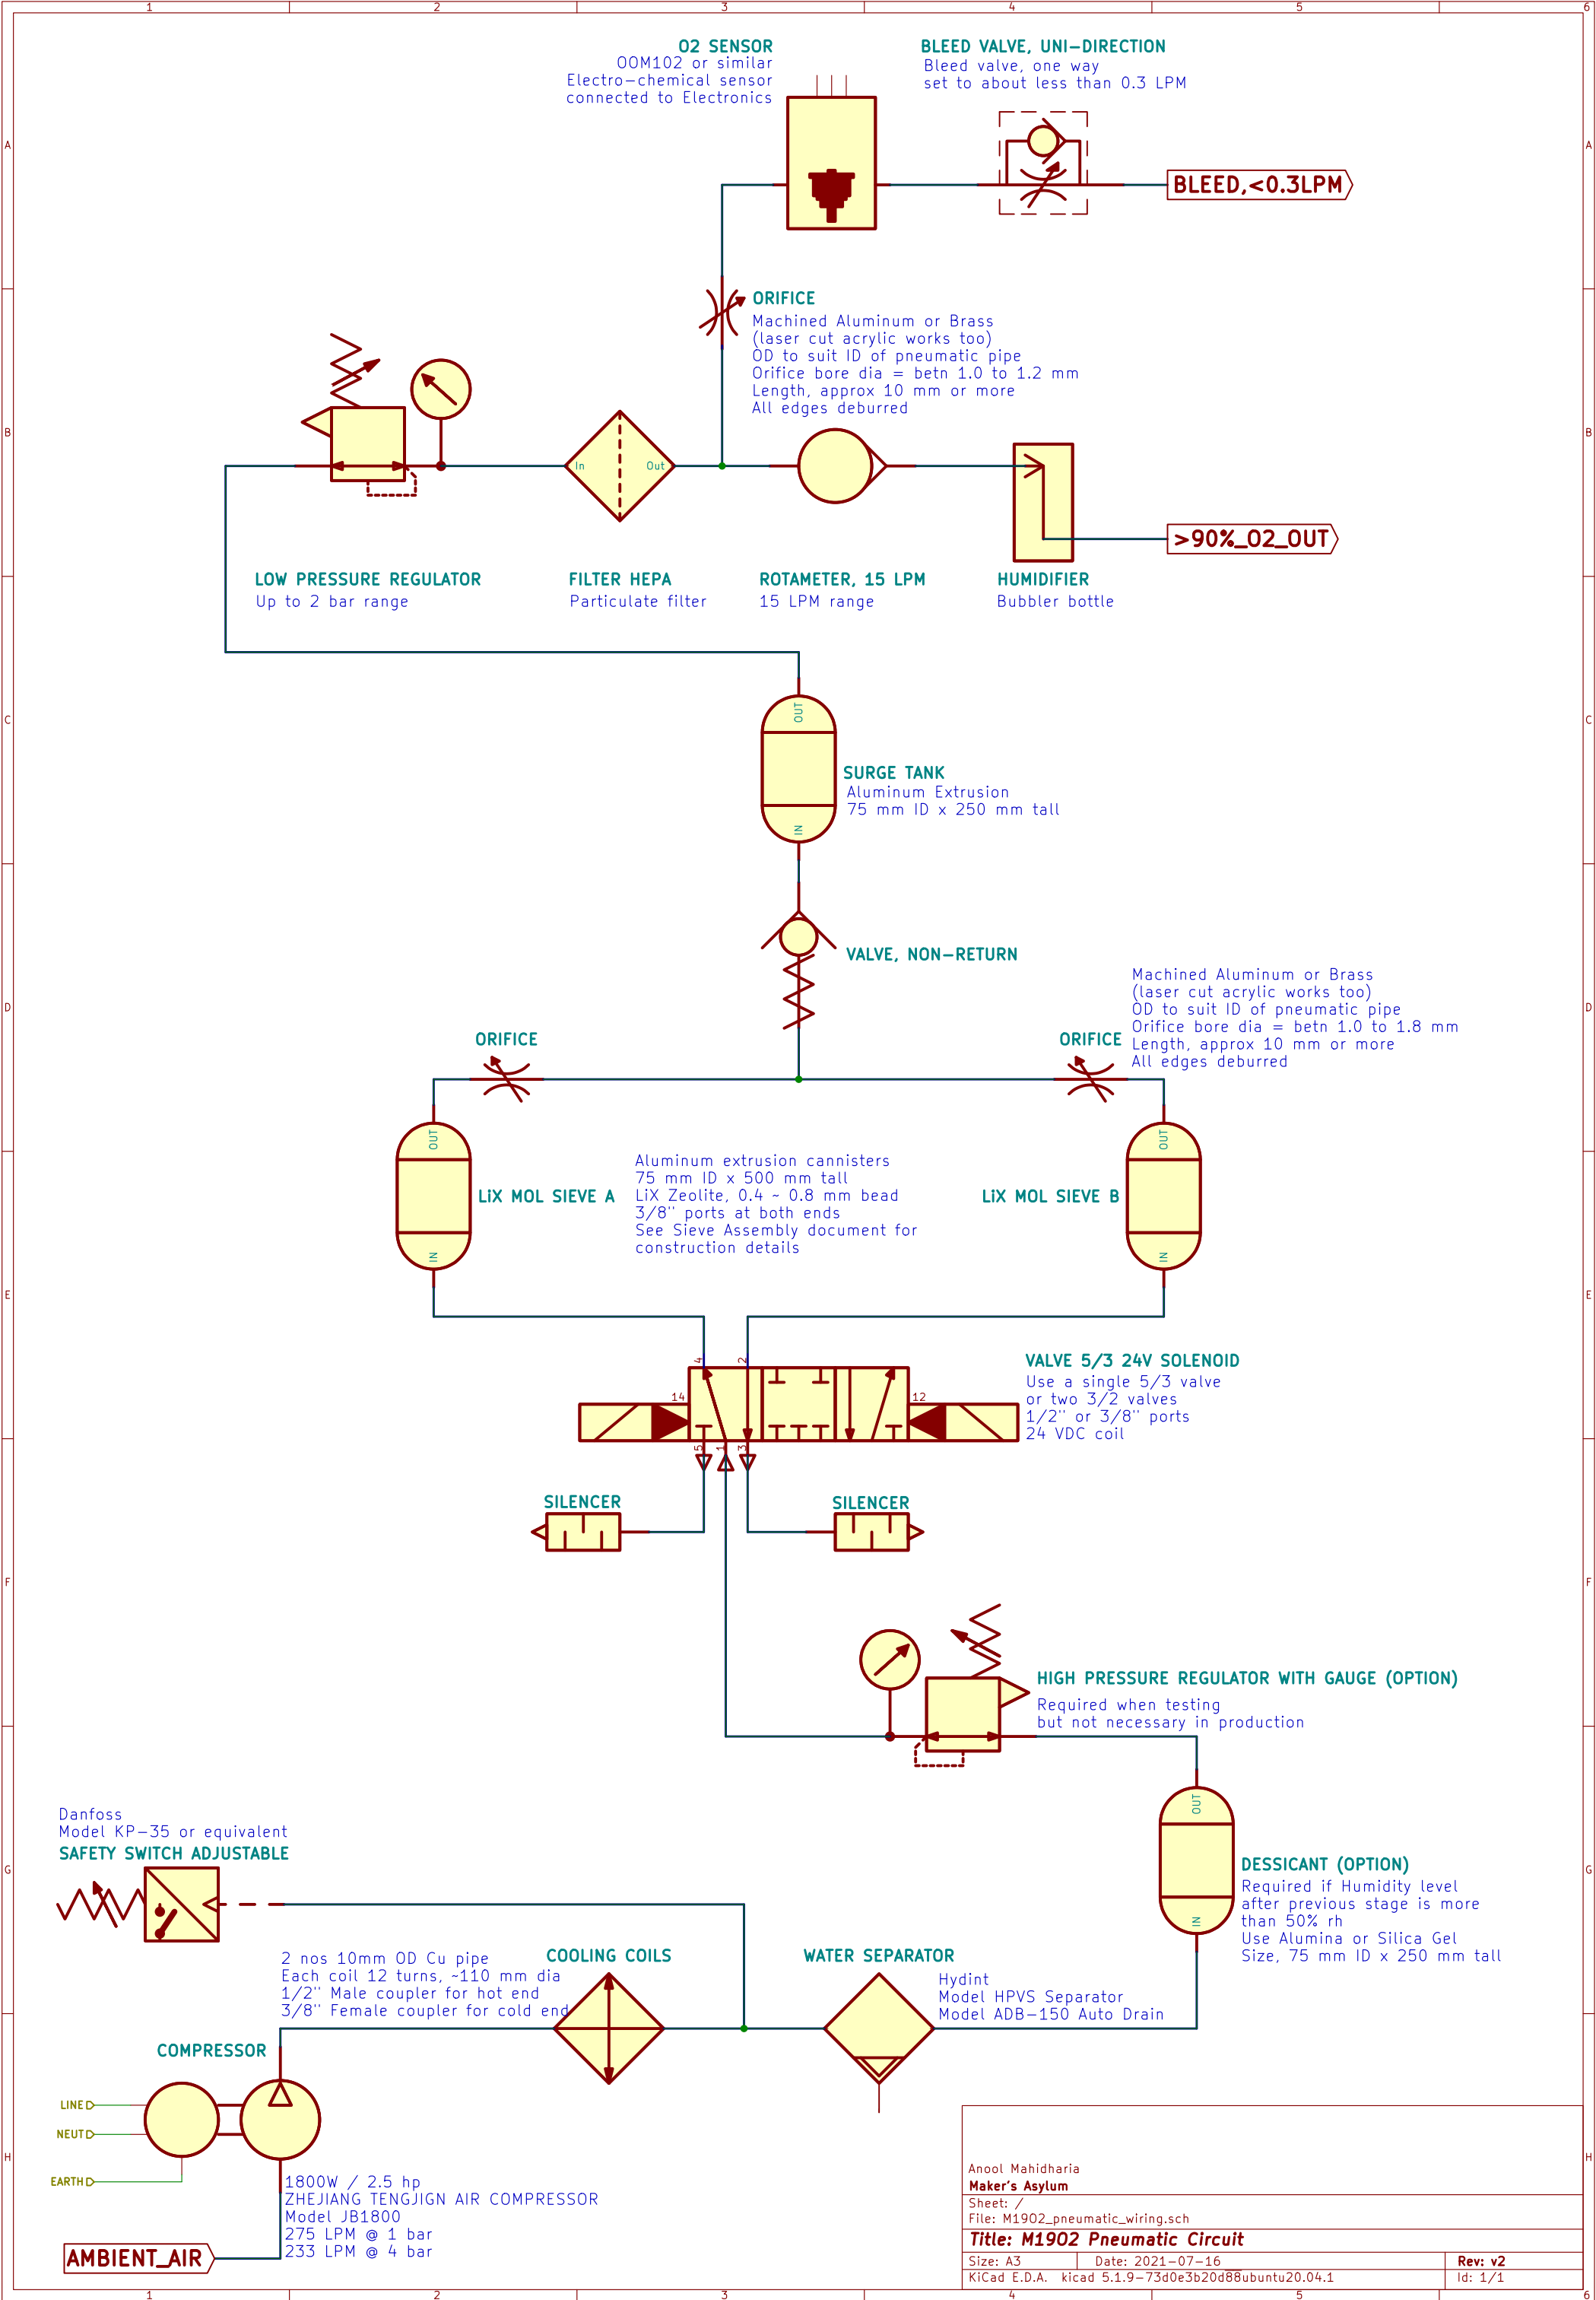 1 2 3 4 5 6
O2 SENSOR
OOM102 or similar
Electro-chemical sensor
connected to Electronics
BLEED VALVE, UNI-DIRECTION
Bleed valve, one way
set to about less than 0.3 LPM
A A
BLEED,<0.3LPM
ORIFICE
Machined Aluminum or Brass
(laser cut acrylic works too)
OD to suit ID of pneumatic pipe
Orifice bore dia = betn 1.0 to 1.2 mm
Length, approx 10 mm or more
All edges deburred
B B
In Out
>90%_O2_OUT
LOW PRESSURE REGULATOR
Up to 2 bar range
FILTER HEPA
Particulate filter
ROTAMETER, 15 LPM
15 LPM range
HUMIDIFIER
Bubbler bottle
C C
OUT
SURGE TANK
Aluminum Extrusion
75 mm ID x 250 mm tall
IN
VALVE, NON-RETURN
D D
Machined Aluminum or Brass
(laser cut acrylic works too)
OD to suit ID of pneumatic pipe
Orifice bore dia = betn 1.0 to 1.8 mm
Length, approx 10 mm or more
All edges deburred
ORIFICE
ORIFICE
OUT
OUT
Aluminum extrusion cannisters
75 mm ID x 500 mm tall
LiX Zeolite, 0.4 ~ 0.8 mm bead
3/8" ports at both ends
See Sieve Assembly document for
construction details
LiX MOL SIEVE A
LiX MOL SIEVE B
IN
IN
E E
VALVE 5/3 24V SOLENOID
Use a single 5/3 valve
or two 3/2 valves
1/2" or 3/8" ports
24 VDC coil
4 2
14 12
5 1 3
SILENCER
SILENCER
F F
HIGH PRESSURE REGULATOR WITH GAUGE (OPTION)
Required when testing
but not necessary in production
Danfoss
Model KP-35 or equivalent
SAFETY SWITCH ADJUSTABLE
G G
OUT
DESSICANT (OPTION)
Required if Humidity level
after previous stage is more
than 50% rh
Use Alumina or Silica Gel
Size, 75 mm ID x 250 mm tall
IN
2 nos 10mm OD Cu pipe
Each coil 12 turns, ~110 mm dia
1/2" Male coupler for hot end
3/8" Female coupler for cold end
COOLING COILS
WATER SEPARATOR
Hydint
Model HPVS Separator
Model ADB-150 Auto Drain
COMPRESSOR
LINE
NEUT
EARTH
H H
1800W / 2.5 hp
ZHEJIANG TENGJIGN AIR COMPRESSOR
Model JB1800
275 LPM @ 1 bar
233 LPM @ 4 bar
AMBIENT_AIR
Anool Mahidharia
Maker's Asylum
Sheet: /
File: M1902_pneumatic_wiring.sch
Title: M1902 Pneumatic Circuit
Size: A3 Date: 2021-07-16 Rev: v2
KiCad E.D.A. kicad 5.1.9-73d0e3b20d88ubuntu20.04.1 Id: 1/1
1 2 3 4 5 6